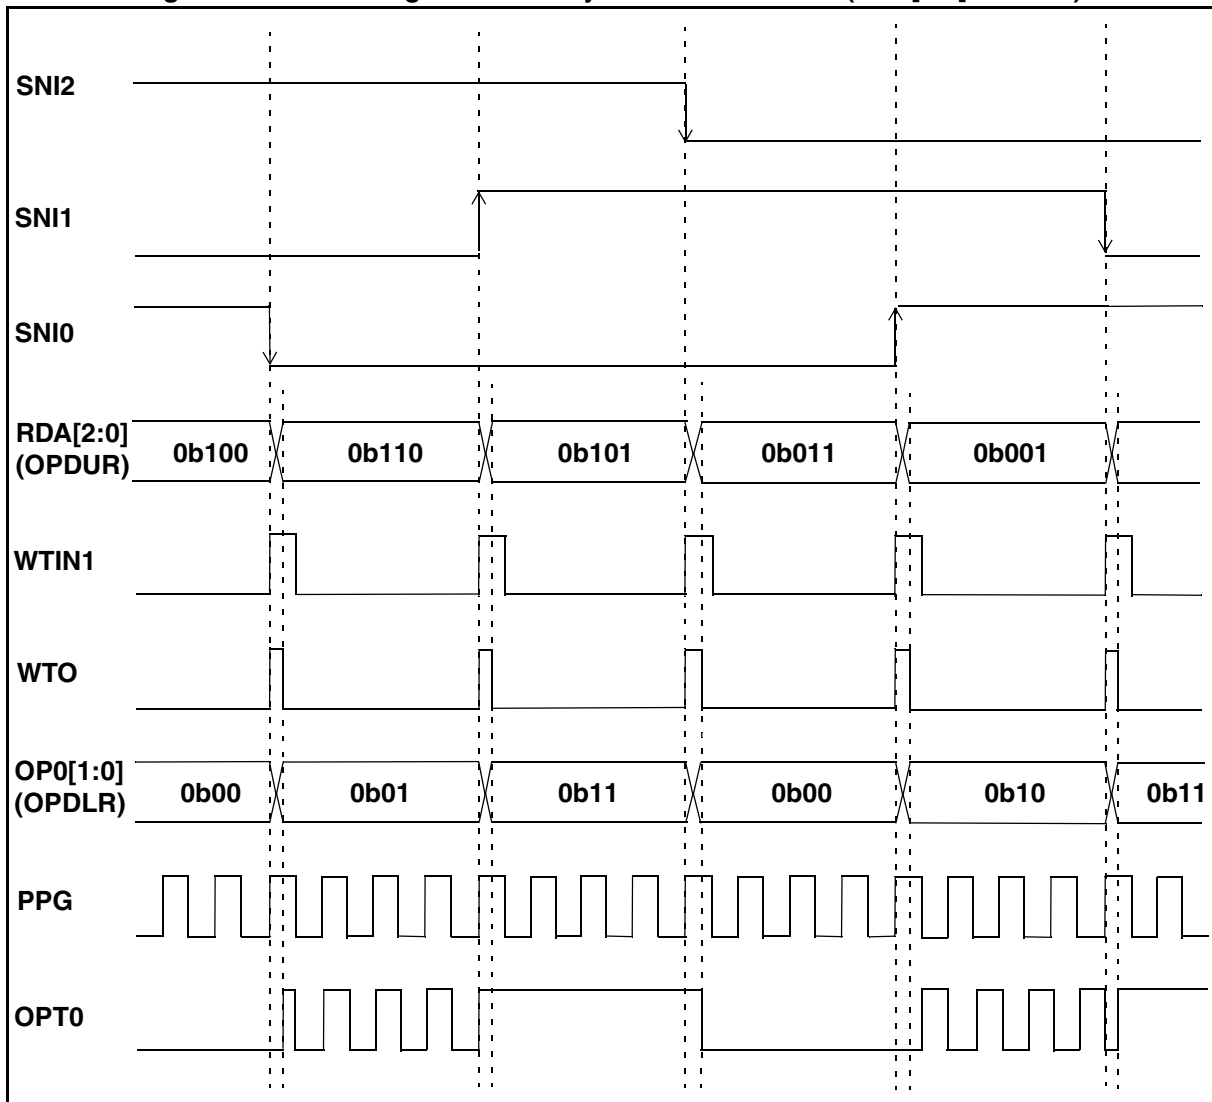 SNI2
SNI1
SNI0
RDA[2:0]
(OPDUR)
0b100 0b110 0b101 0b011 0b001
WTIN1
WTO
OP0[1:0]
(OPDLR)
0b00 0b01 0b11 0b00 0b10 0b11
PPG
OPT0